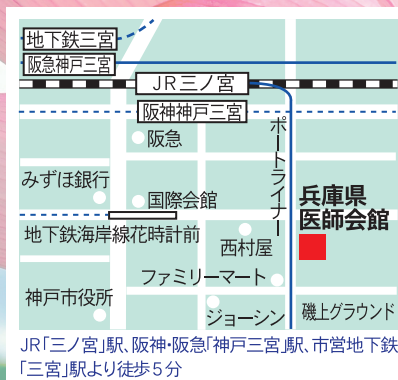 地下鉄三宮
阪急神戸三宮
JR三ノ宮
阪神神戸三宮
阪急
ポートライナー
みずほ銀行
国際会館
兵庫県
医師会館
地下鉄海岸線花時計前
西村屋
ファミリーマート
神戸市役所
ジョーシン
磯上グラウンド
JR「三ノ宮」駅、阪神・阪急「神戸三宮」駅、市営地下鉄
「三宮」駅より徒歩5分